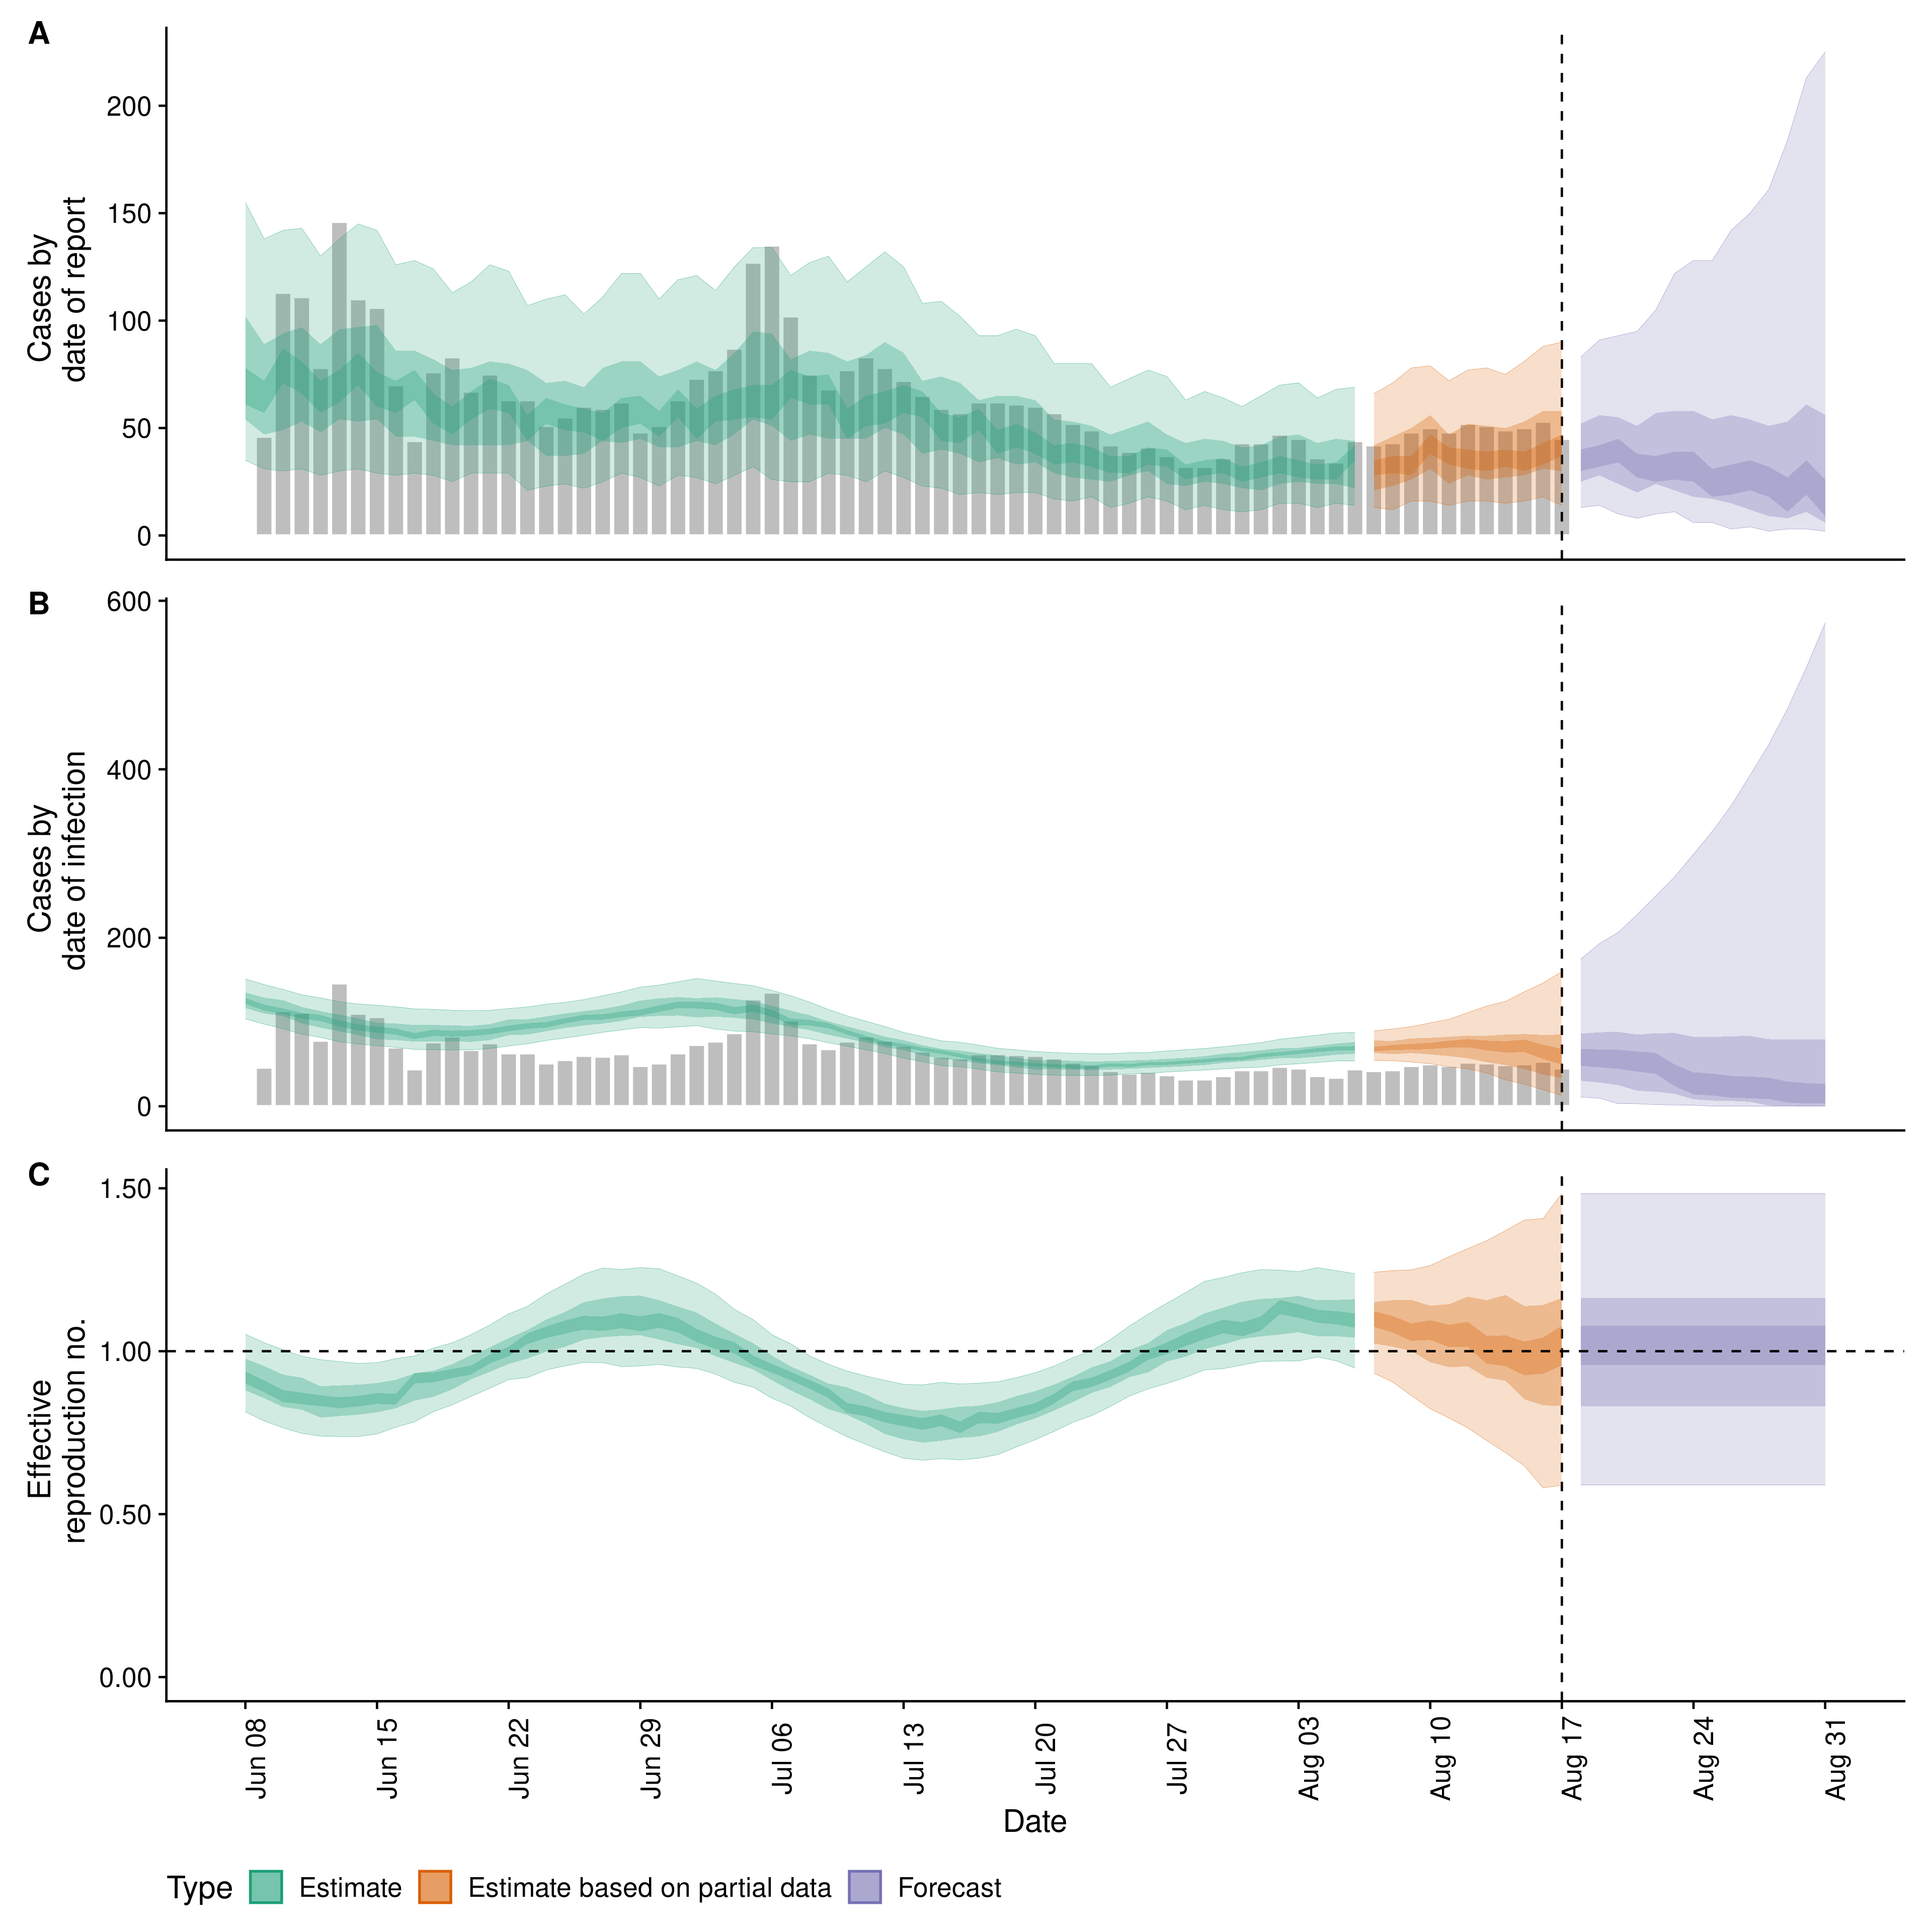 A
Cases by
date of report
200
150
100
50
0
B
Cases by
date of infection
600
400
200
0
C
Effective
reproduction no.
1.50
1.00
0.50
0.00
Jun 08
Jun 15
Jun 22
Jun 29
Jul 06
Jul 13
Jul 20
Jul 27
Aug 03
Aug 10
Aug 17
Aug 24
Aug 31
Date
Type Estimate Estimate based on partial data Forecast